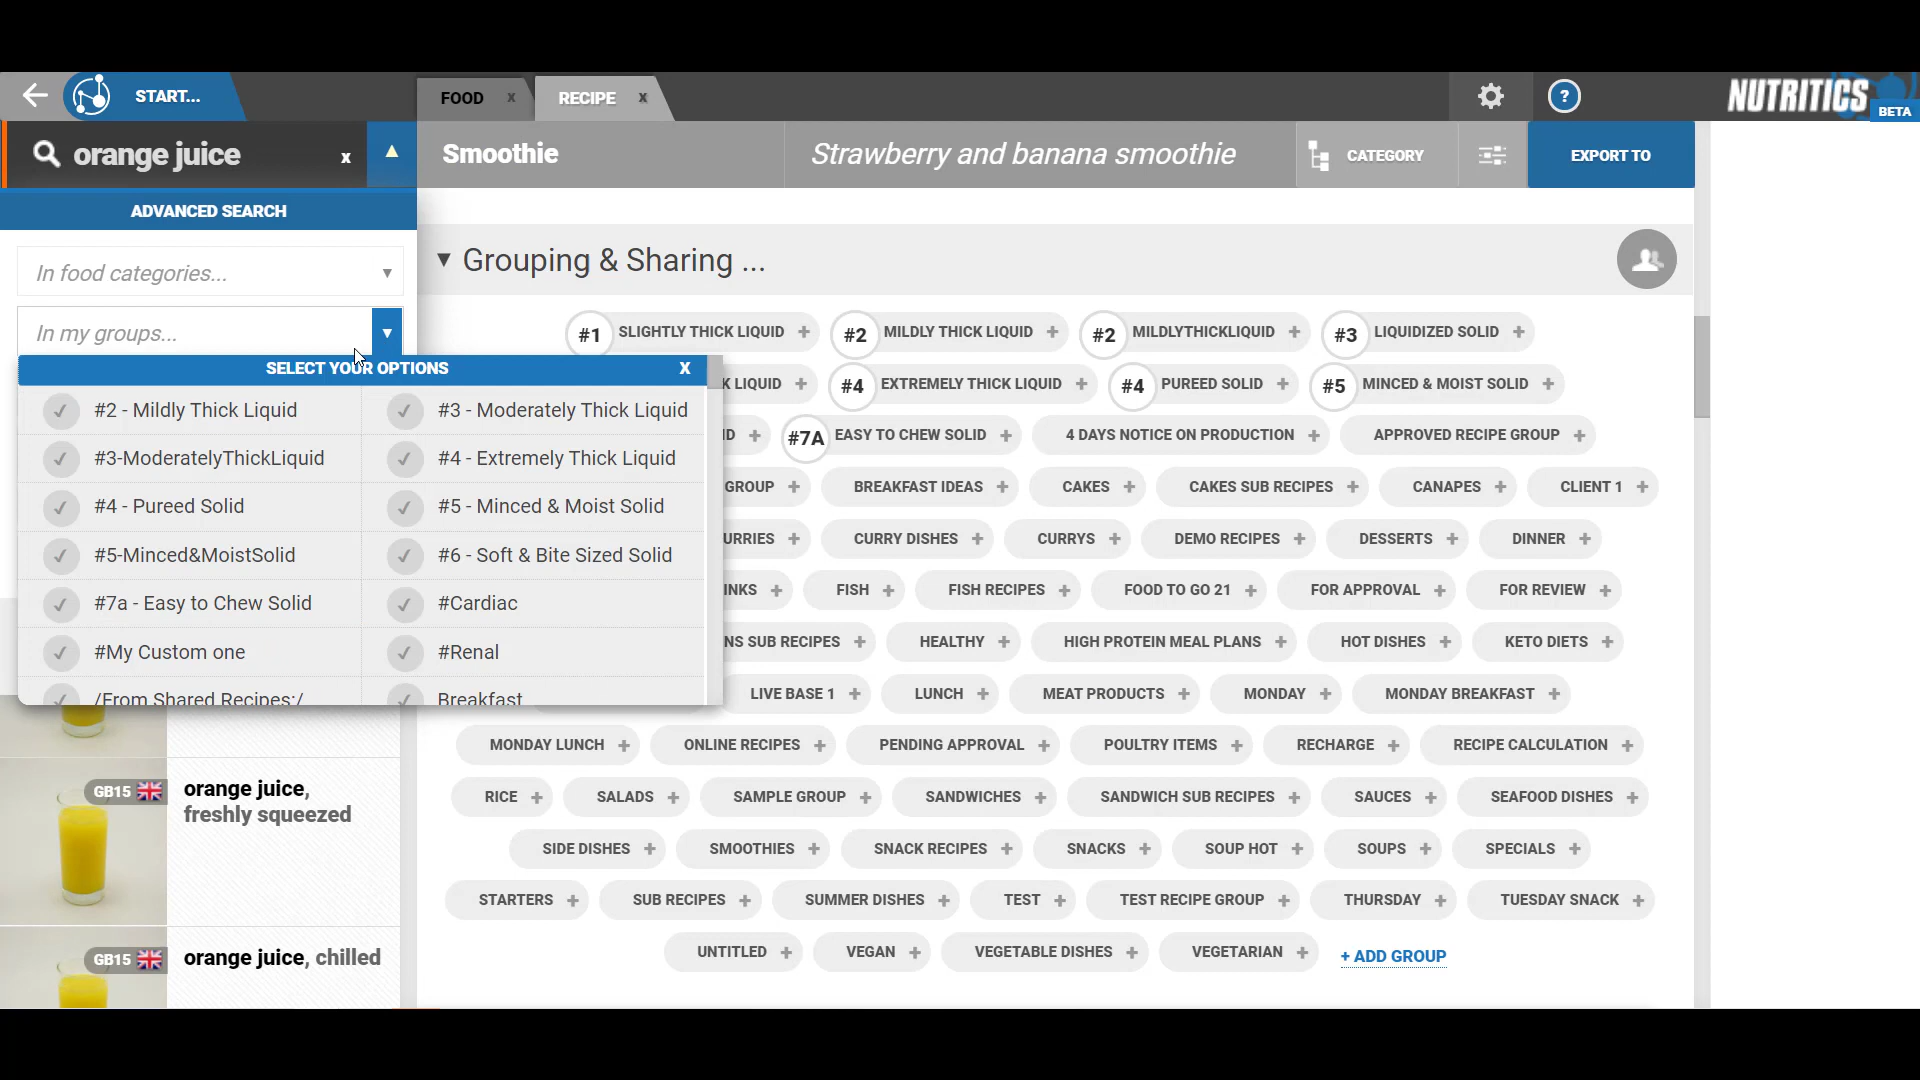 START...
FOOD x
RECIPE x
?
NUTRITICS
BETA
orange juice x
Smoothie
Strawberry and banana smoothie
CATEGORY
EXPORT TO
ADVANCED SEARCH
In food categories...
In my groups...
SELECT YOUR OPTIONS X
#2 - Mildly Thick Liquid
#3 - Moderately Thick Liquid
#3-ModeratelyThickLiquid
#4 - Extremely Thick Liquid
#4 - Pureed Solid
#5 - Minced & Moist Solid
#5-Minced&MoistSolid
#6 - Soft & Bite Sized Solid
#7a - Easy to Chew Solid
#Cardiac
#My Custom one
#Renal
/From Shared Recipes:/
Breakfast
GB15
orange juice,
freshly squeezed
GB15
orange juice, chilled
Grouping & Sharing ...
#1 SLIGHTLY THICK LIQUID + #2 MILDLY THICK LIQUID + #2 MILDLYTHICKLIQUID + #3 LIQUIDIZED SOLID +
K LIQUID + #4 EXTREMELY THICK LIQUID + #4 PUREED SOLID + #5 MINCED & MOIST SOLID +
ID + #7A EASY TO CHEW SOLID + 4 DAYS NOTICE ON PRODUCTION + APPROVED RECIPE GROUP +
GROUP + BREAKFAST IDEAS + CAKES + CAKES SUB RECIPES + CANAPES + CLIENT 1 +
URRIES + CURRY DISHES + CURRYS + DEMO RECIPES + DESSERTS + DINNER +
INKS + FISH + FISH RECIPES + FOOD TO GO 21 + FOR APPROVAL + FOR REVIEW +
NS SUB RECIPES + HEALTHY + HIGH PROTEIN MEAL PLANS + HOT DISHES + KETO DIETS +
LIVE BASE 1 + LUNCH + MEAT PRODUCTS + MONDAY + MONDAY BREAKFAST +
MONDAY LUNCH + ONLINE RECIPES + PENDING APPROVAL + POULTRY ITEMS + RECHARGE + RECIPE CALCULATION +
RICE + SALADS + SAMPLE GROUP + SANDWICHES + SANDWICH SUB RECIPES + SAUCES + SEAFOOD DISHES +
SIDE DISHES + SMOOTHIES + SNACK RECIPES + SNACKS + SOUP HOT + SOUPS + SPECIALS +
STARTERS + SUB RECIPES + SUMMER DISHES + TEST + TEST RECIPE GROUP + THURSDAY + TUESDAY SNACK +
UNTITLED + VEGAN + VEGETABLE DISHES + VEGETARIAN + + ADD GROUP